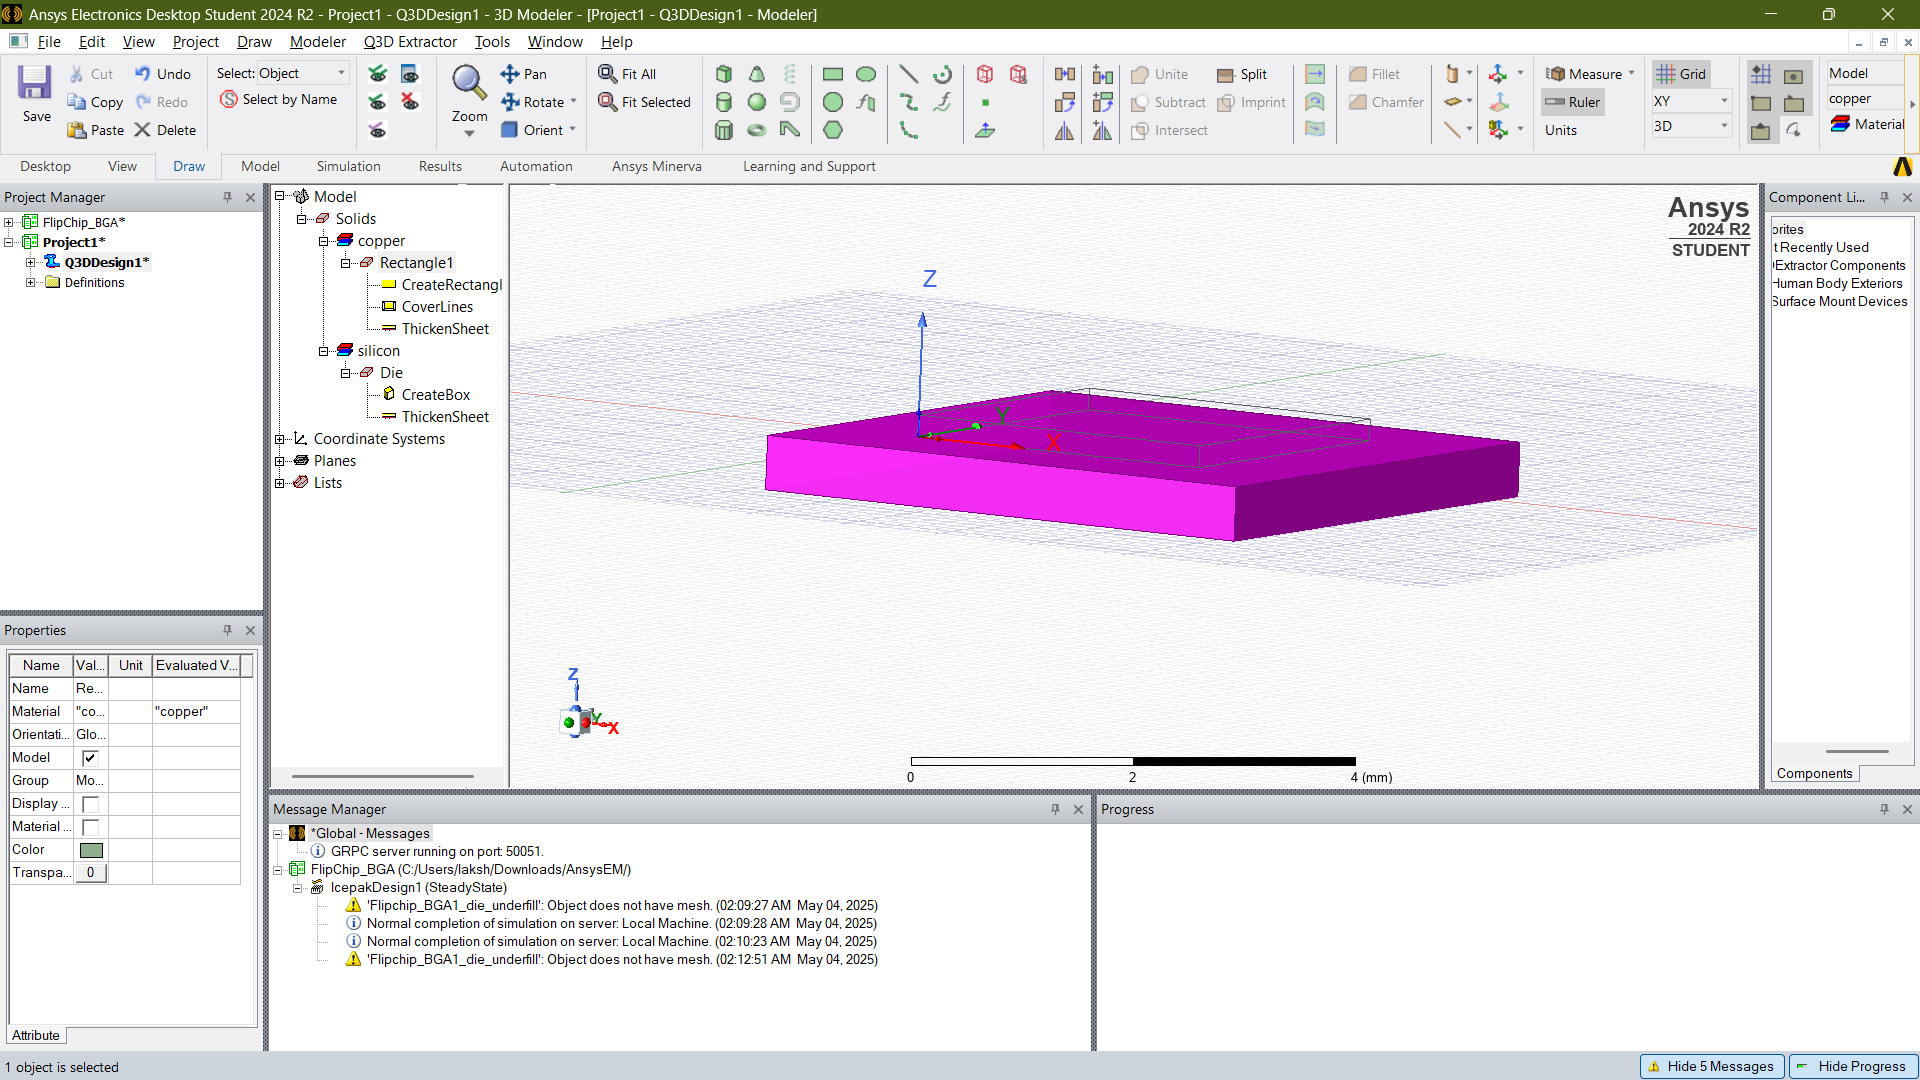 Ansys Electronics Desktop Student 2024 R2 - Project1 - Q3DDesign1 - 3D Modeler - [Project1 - Q3DDesign1 - Modeler]
File Edit View Project Draw Modeler Q3D Extractor Tools Window Help
Save
Cut
Copy
Paste
Undo
Redo
Delete
Select: Object
Select by Name
Zoom
Pan
Rotate
Orient
Fit All
Fit Selected
Unite
Subtract
Intersect
Split
Imprint
Fillet
Chamfer
Measure
Ruler
Units
Grid
XY
3D
Model
copper
Material
Desktop View Draw Model Simulation Results Automation Ansys Minerva Learning and Support
Project Manager
FlipChip_BGA*
Project1*
Q3DDesign1*
Definitions
Model
Solids
copper
Rectangle1
CreateRectangl
CoverLines
ThickenSheet
silicon
Die
CreateBox
ThickenSheet
Coordinate Systems
Planes
Lists
Ansys
2024 R2
STUDENT
Z
Y
X
Z
Y
X
0 2 4 (mm)
Component Li...
orites
t Recently Used
Extractor Components
Human Body Exteriors
Surface Mount Devices
Components
Properties
Name Val... Unit Evaluated V...
Name Re...
Material "co... "copper"
Orientati... Glo...
Model
Group Mo...
Display ...
Material ...
Color
Transpa... 0
Attribute
Message Manager
*Global - Messages
GRPC server running on port: 50051.
FlipChip_BGA (C:/Users/laksh/Downloads/AnsysEM/)
IcepakDesign1 (SteadyState)
'Flipchip_BGA1_die_underfill': Object does not have mesh. (02:09:27 AM May 04, 2025)
Normal completion of simulation on server: Local Machine. (02:09:28 AM May 04, 2025)
Normal completion of simulation on server: Local Machine. (02:10:23 AM May 04, 2025)
'Flipchip_BGA1_die_underfill': Object does not have mesh. (02:12:51 AM May 04, 2025)
Progress
1 object is selected
Hide 5 Messages
Hide Progress